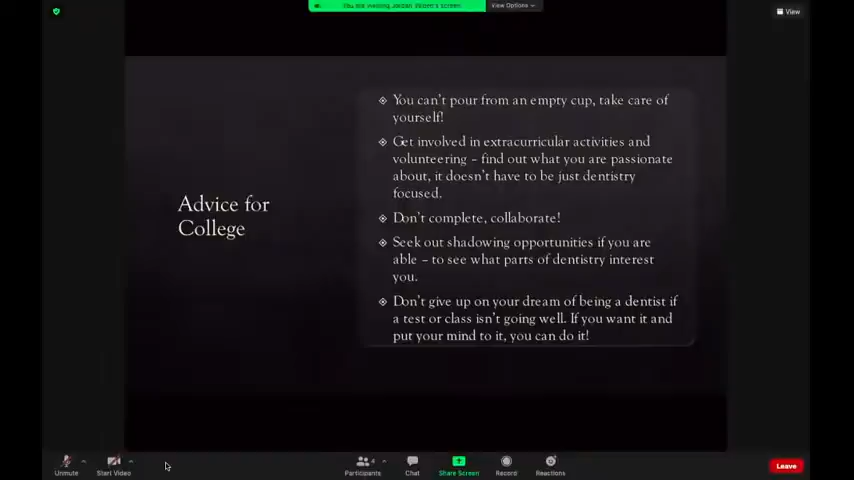 View Options
View
Advice for
College
You can't pour from an empty cup, take care of
yourself!
Get involved in extracurricular activities and
volunteering – find out what you are passionate
about, it doesn't have to be just dentistry
focused.
Don't complete, collaborate!
Seek out shadowing opportunities if you are
able – to see what parts of dentistry interest
you.
Don't give up on your dream of being a dentist if
a test or class isn't going well. If you want it and
put your mind to it, you can do it!
Unmute
Start Video
Participants
4
Chat
Share Screen
Record
Reactions
Leave